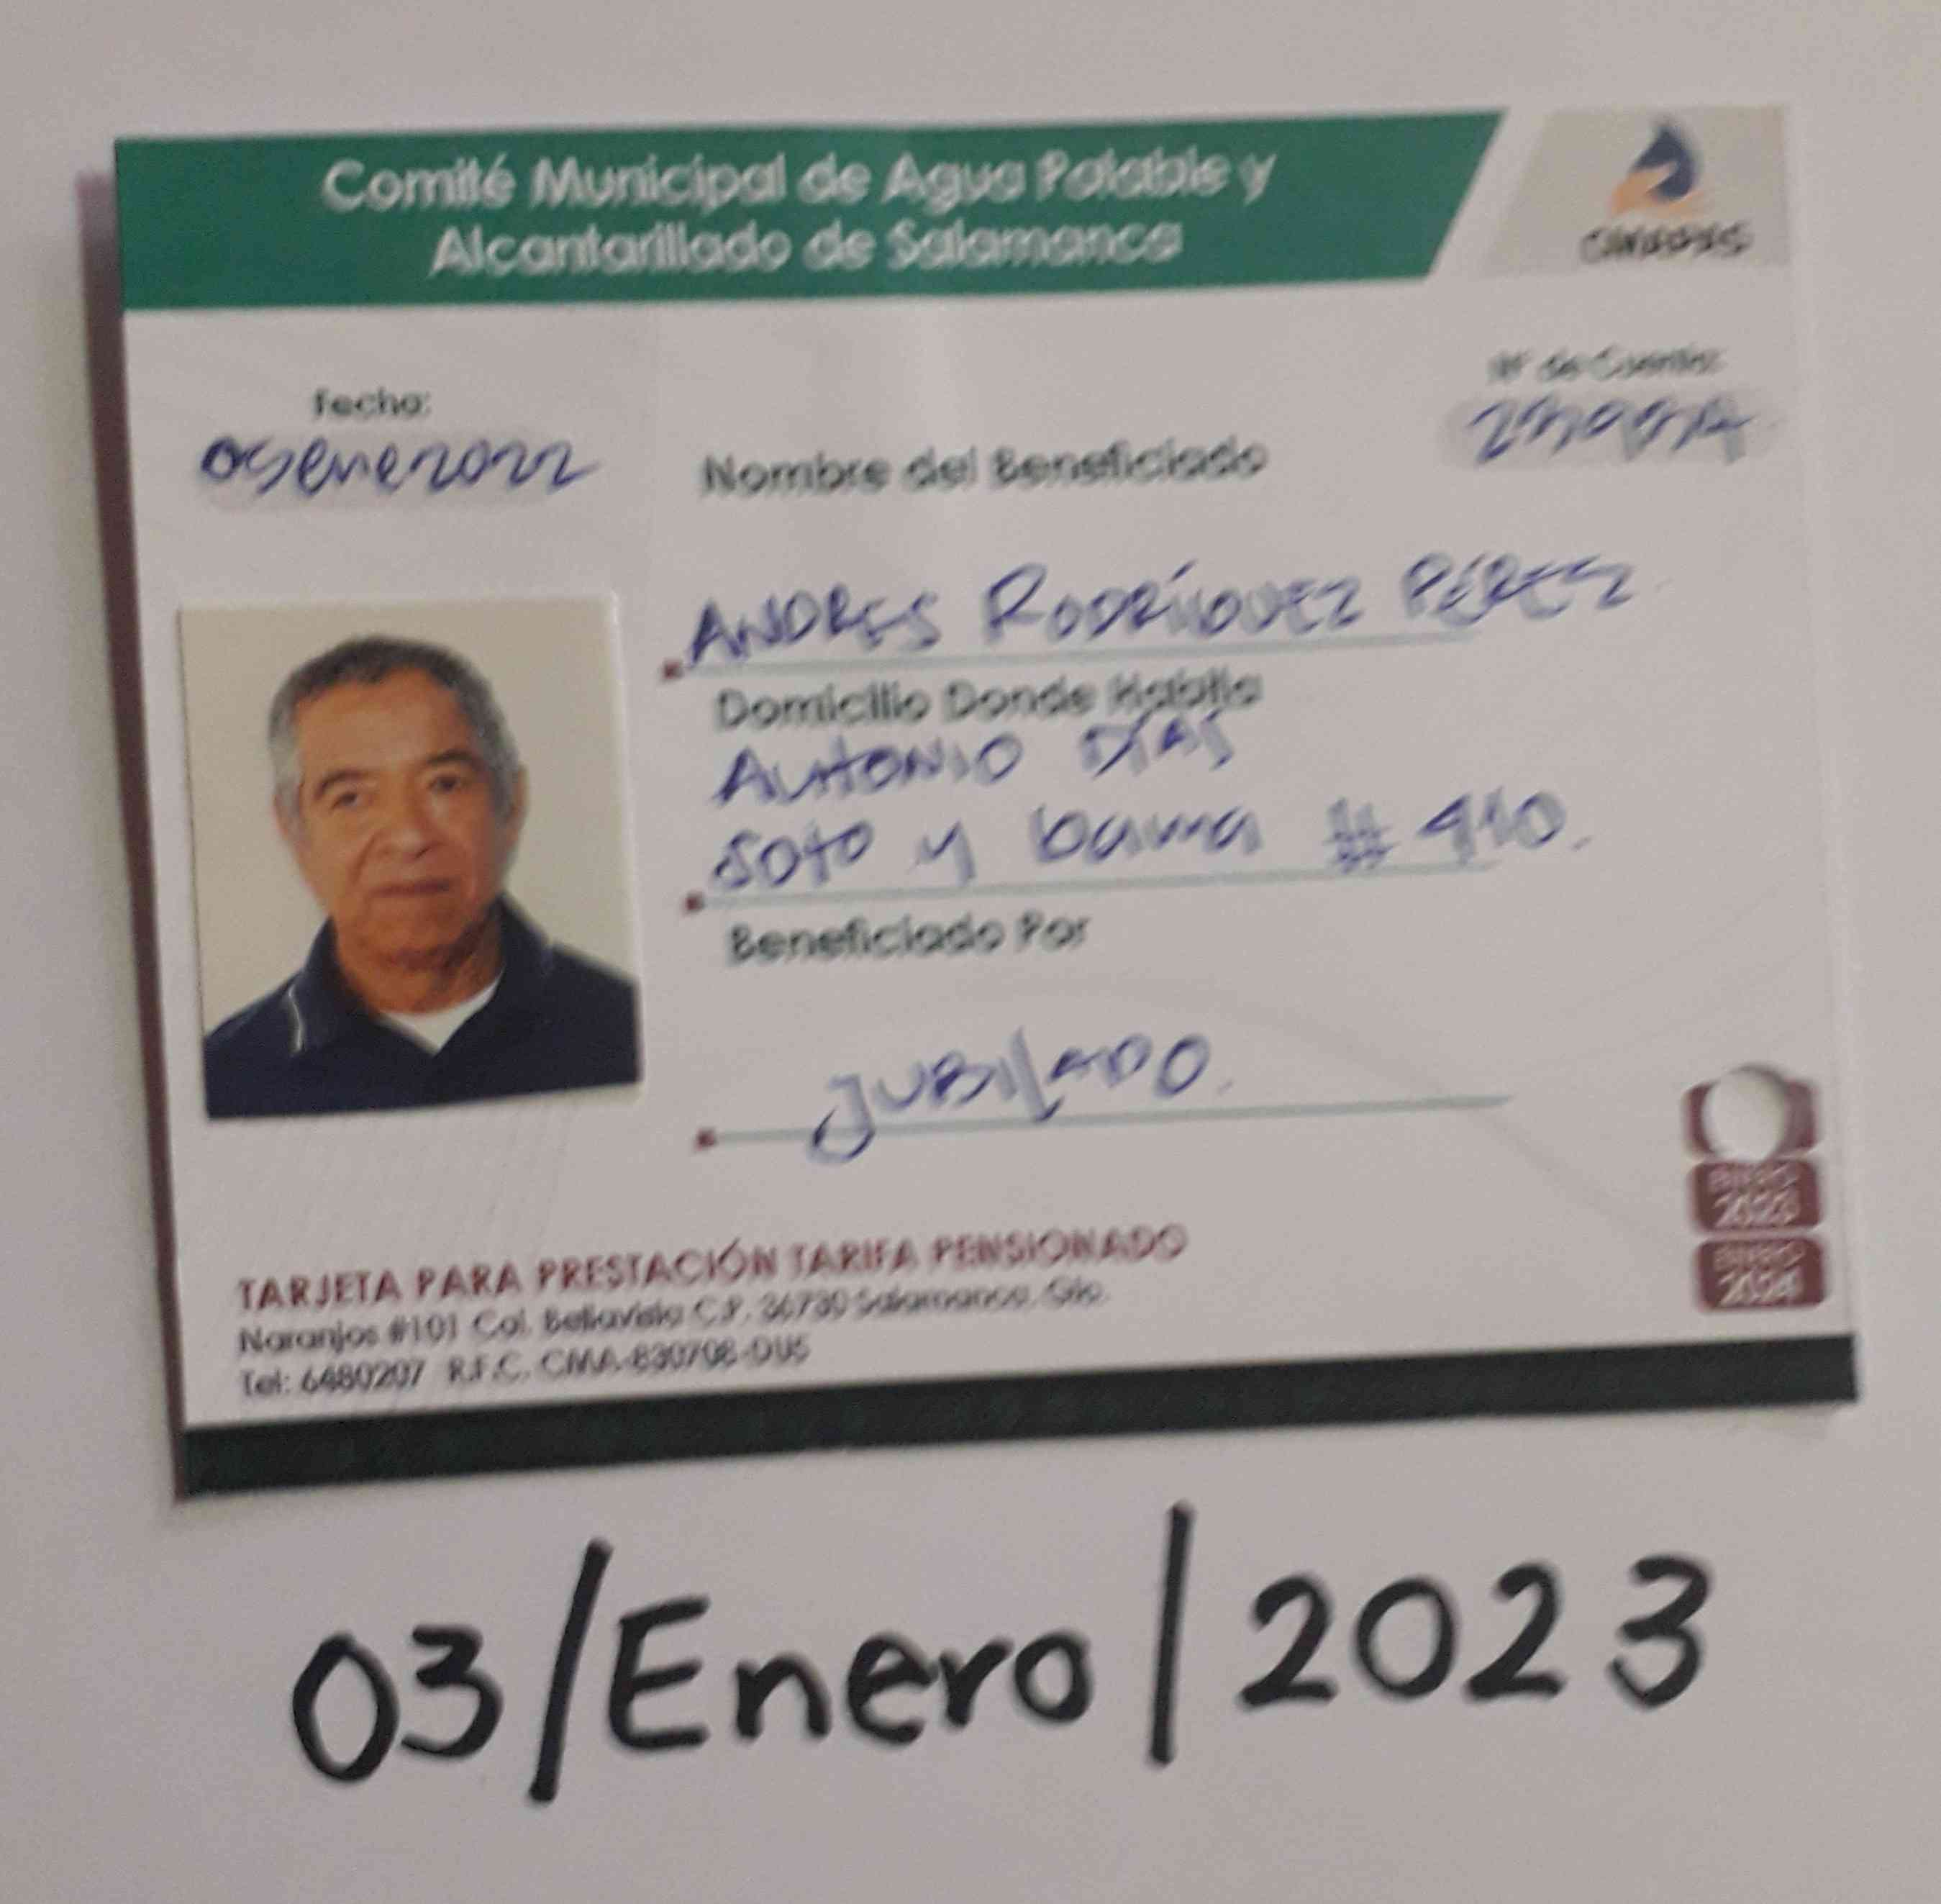 Comité Municipal de Agua Potable y
Alcantarillado de Salamanca
CMAPAS
Fecha:
N° de Cuenta:
Nombre del Beneficiado
ANDRES RODRÍGUEZ PÉREZ
Domicilio Donde Habita
ANTONIO DÍAS
soto y Gama # 410.
Beneficiado Por
JUBILADO.
ENERO
2023
ENERO
2024
TARJETA PARA PRESTACIÓN TARIFA PENSIONADO
Naranjos #101 Col. Bellavista C.P. 36730 Salamanca, Gto.
Tel: 6480207 R.F.C. CMA-830708-DU5
03/Enero/2023